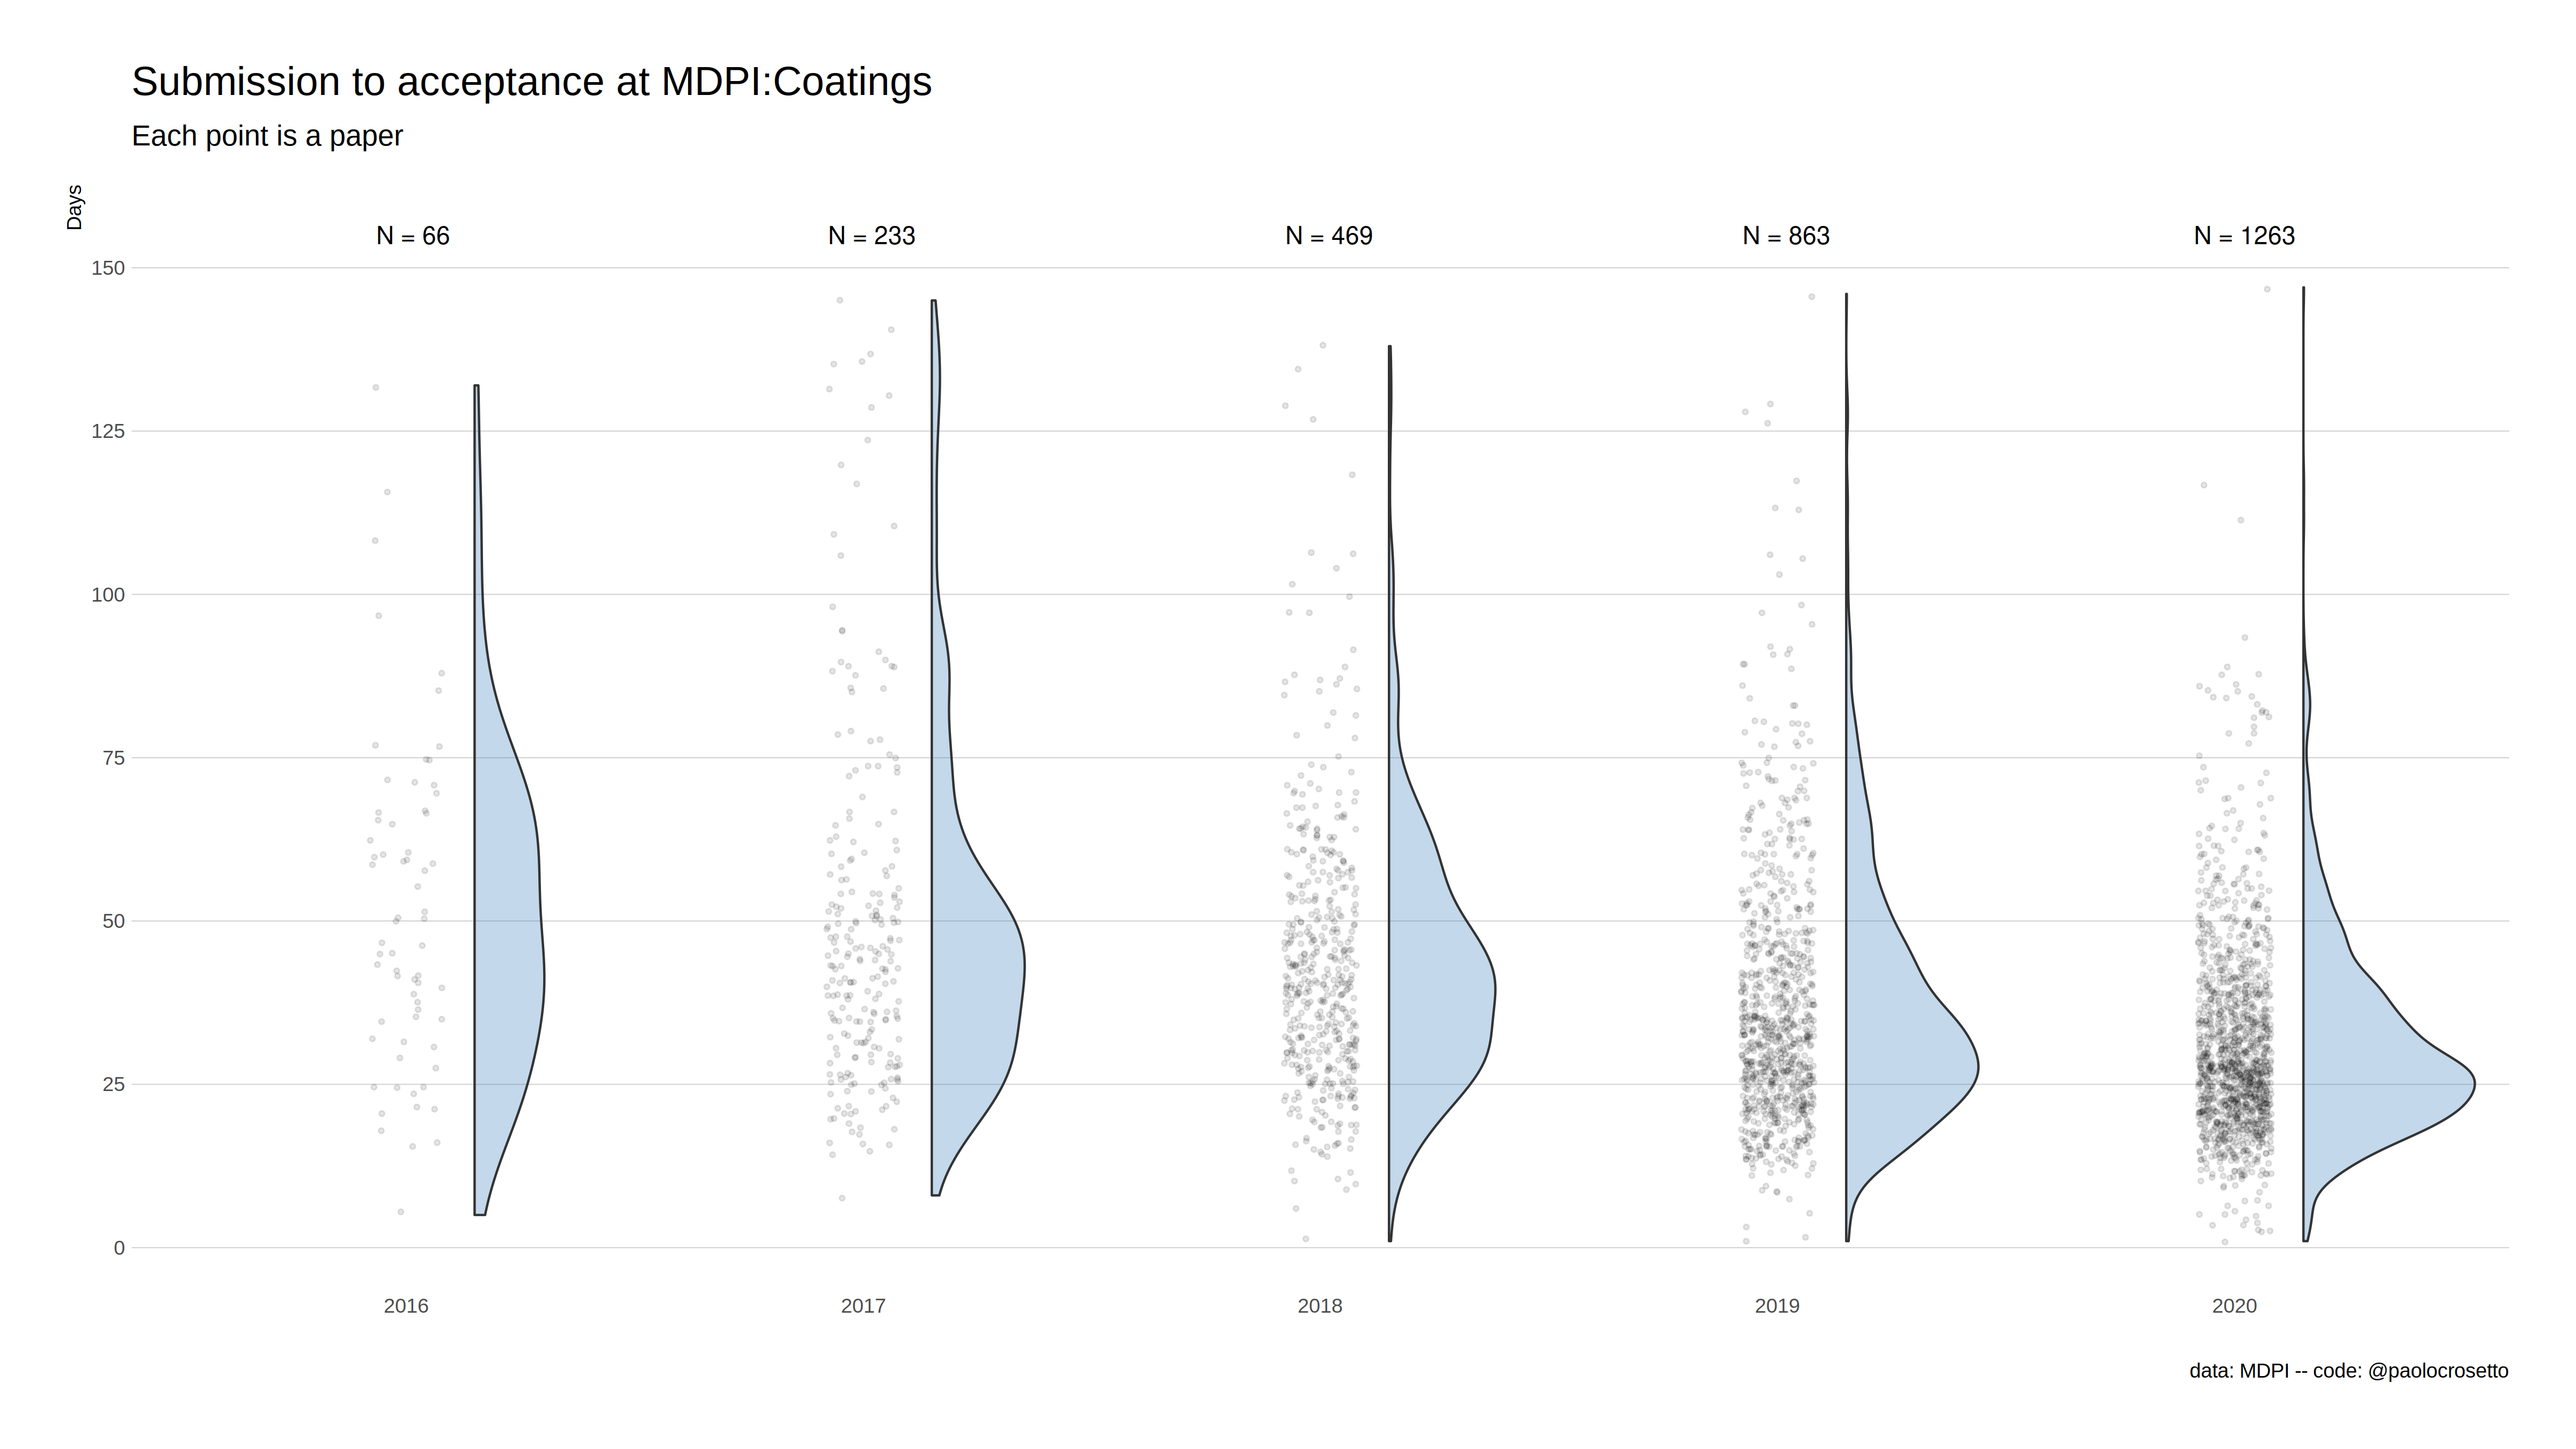 Submission to acceptance at MDPI:Coatings
Each point is a paper
Days
N = 66
N = 233
N = 469
N = 863
N = 1263
150
125
100
75
50
25
0
2016
2017
2018
2019
2020
data: MDPI -- code: @paolocrosetto